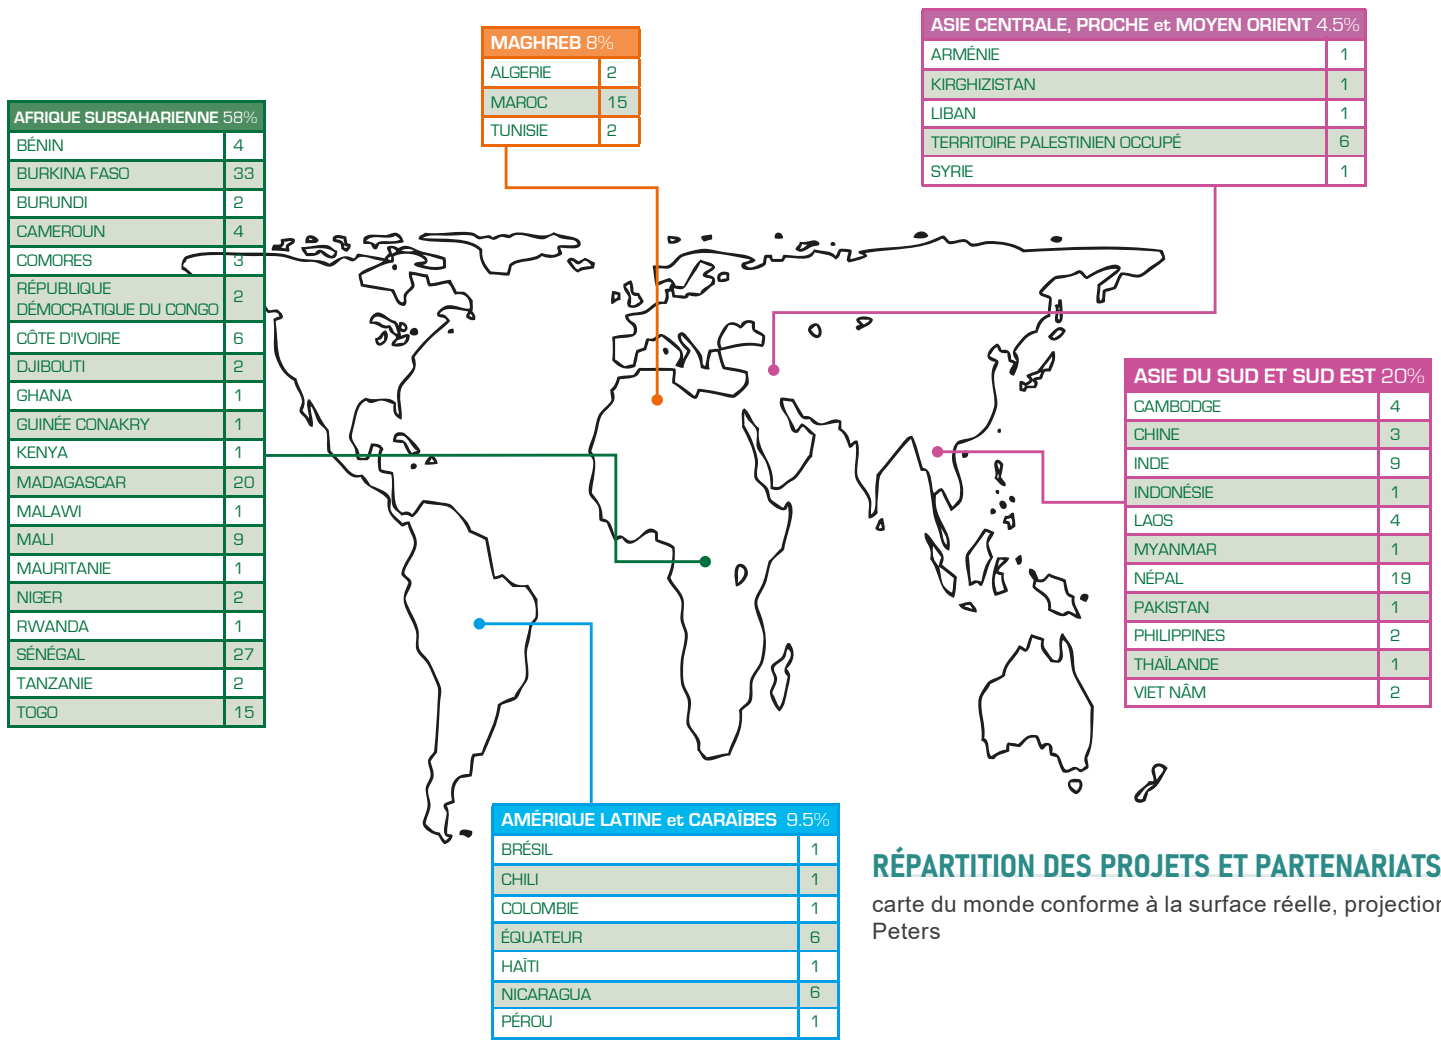 MAGHREB 8%
ALGERIE 2
MAROC 15
TUNISIE 2
ASIE CENTRALE, PROCHE et MOYEN ORIENT 4.5%
ARMÉNIE 1
KIRGHIZISTAN 1
LIBAN 1
TERRITOIRE PALESTINIEN OCCUPÉ 6
SYRIE 1
AFRIQUE SUBSAHARIENNE 58%
BÉNIN 4
BURKINA FASO 33
BURUNDI 2
CAMEROUN 4
COMORES 3
RÉPUBLIQUE
DÉMOCRATIQUE DU CONGO 2
CÔTE D'IVOIRE 6
DJIBOUTI 2
GHANA 1
GUINÉE CONAKRY 1
KENYA 1
MADAGASCAR 20
MALAWI 1
MALI 9
MAURITANIE 1
NIGER 2
RWANDA 1
SÉNÉGAL 27
TANZANIE 2
TOGO 15
ASIE DU SUD ET SUD EST 20%
CAMBODGE 4
CHINE 3
INDE 9
INDONÉSIE 1
LAOS 4
MYANMAR 1
NÉPAL 19
PAKISTAN 1
PHILIPPINES 2
THAÏLANDE 1
VIET NÂM 2
AMÉRIQUE LATINE et CARAÏBES 9.5%
BRÉSIL 1
CHILI 1
COLOMBIE 1
ÉQUATEUR 6
HAÏTI 1
NICARAGUA 6
PÉROU 1
RÉPARTITION DES PROJETS ET PARTENARIATS
carte du monde conforme à la surface réelle, projection
Peters